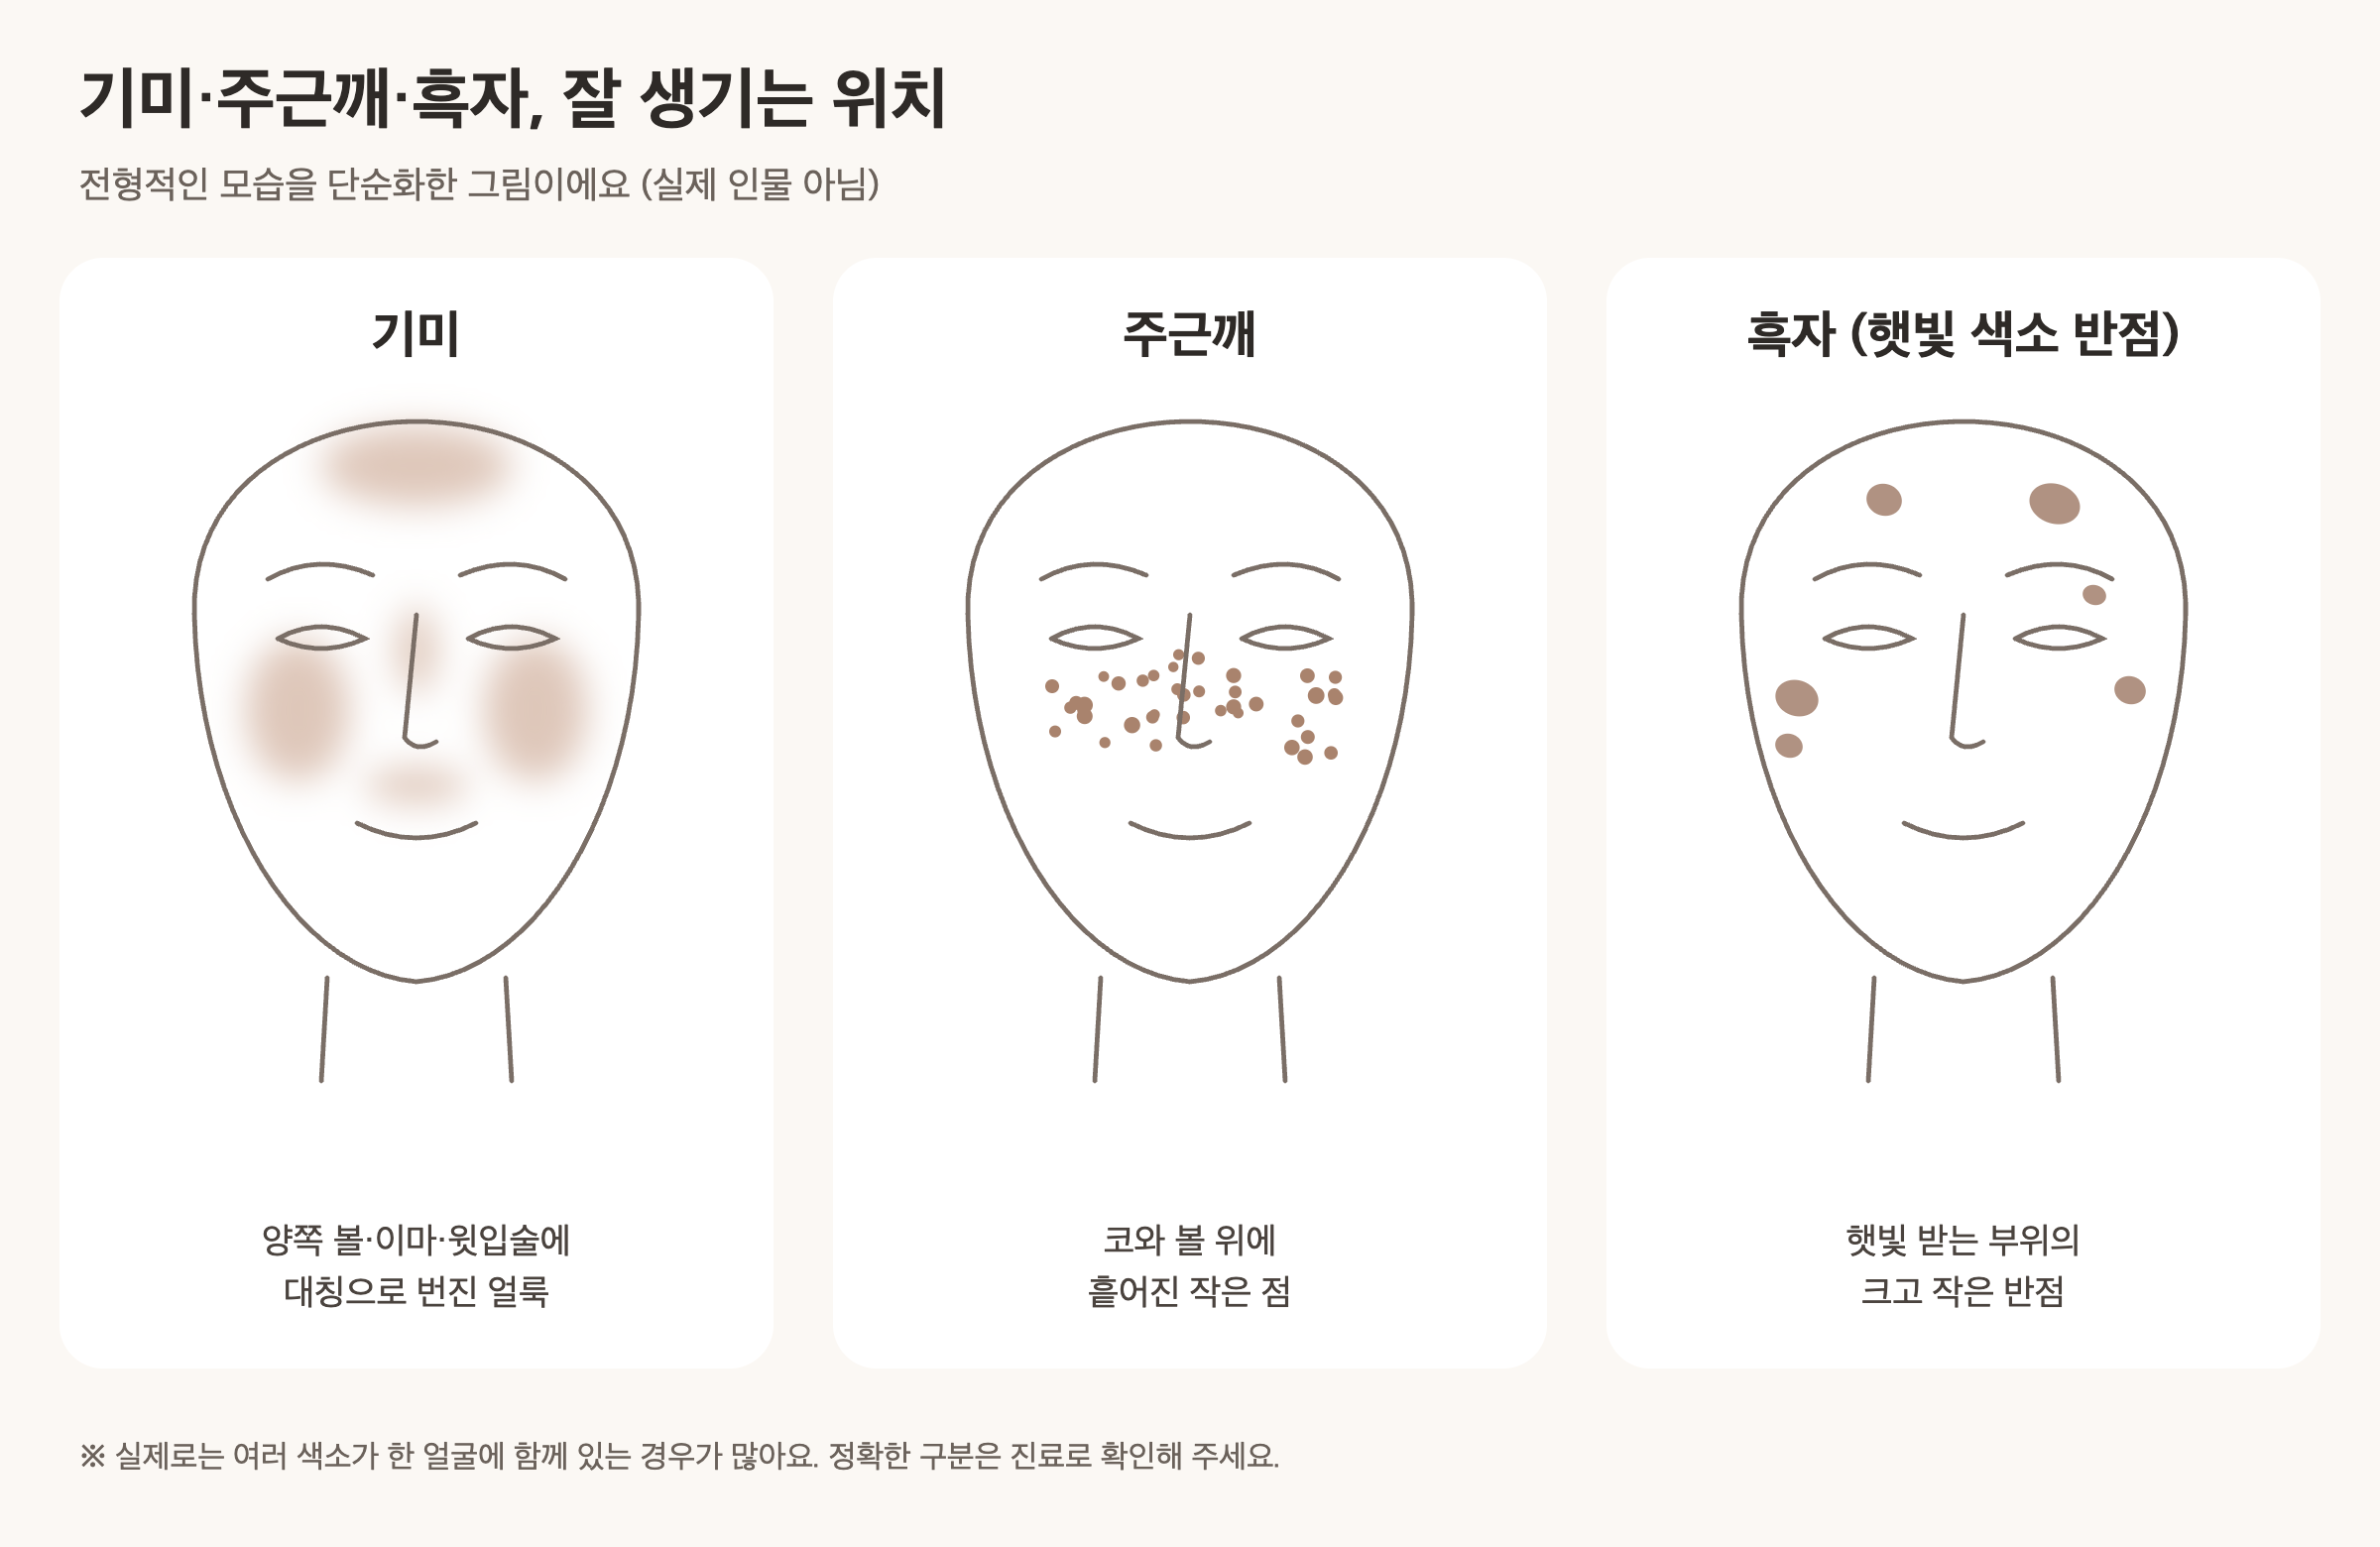 기미·주근깨·흑자, 잘 생기는 위치
전형적인 모습을 단순화한 그림이에요 (실제 인물 아님)
기미
주근깨
흑자 (햇빛 색소 반점)
양쪽 볼·이마·윗입술에
대칭으로 번진 얼룩
코와 볼 위에
흩어진 작은 점
햇빛 받는 부위의
크고 작은 반점
※ 실제로는 여러 색소가 한 얼굴에 함께 있는 경우가 많아요. 정확한 구분은 진료로 확인해 주세요.